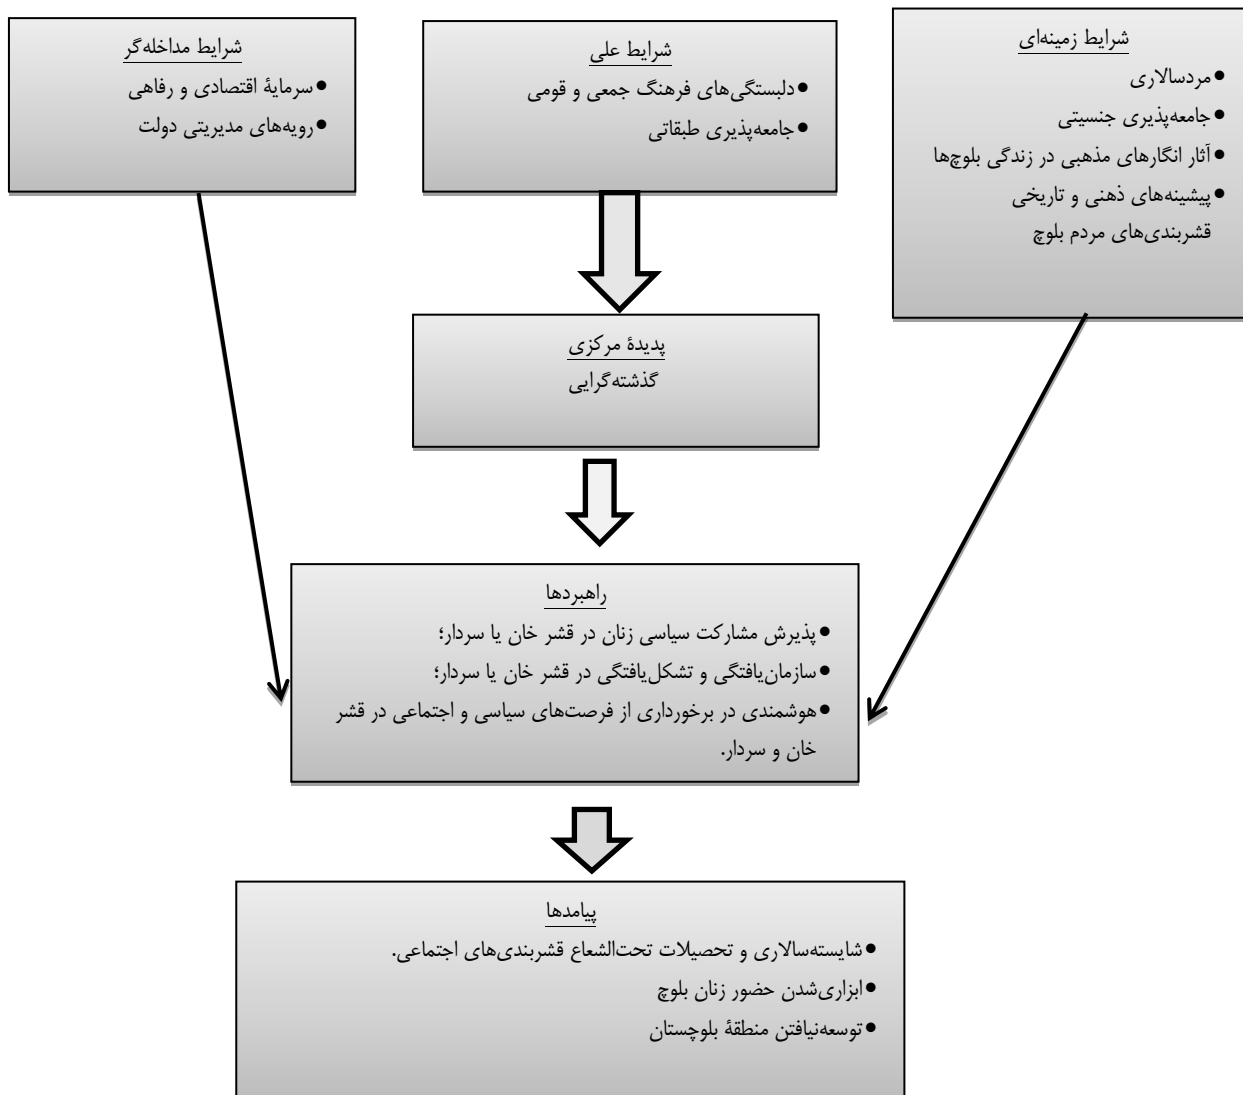 شرایط زمینه‌ای
●مردسالاری
●جامعه‌پذیری جنسیتی
●آثار انگارهای مذهبی در زندگی بلوچ‌ها
●پیشینه‌های ذهنی و تاریخی
قشربندی‌های مردم بلوچ
شرایط علی
●دلبستگی‌های فرهنگ جمعی و قومی
●جامعه‌پذیری طبقاتی
شرایط مداخله‌گر
●سرمایۀ اقتصادی و رفاهی
●رویه‌های مدیریتی دولت
پدیدۀ مرکزی
گذشته‌گرایی
راهبردها
●پذیرش مشارکت سیاسی زنان در قشر خان یا سردار؛
●سازمان‌یافتگی و تشکل‌یافتگی در قشر خان یا سردار؛
●هوشمندی در برخورداری از فرصت‌های سیاسی و اجتماعی در قشر
خان و سردار.
پیامدها
●شایسته‌سالاری و تحصیلات تحت‌الشعاع قشربندی‌های اجتماعی.
●ابزاری‌شدن حضور زنان بلوچ
●توسعه‌نیافتن منطقۀ بلوچستان